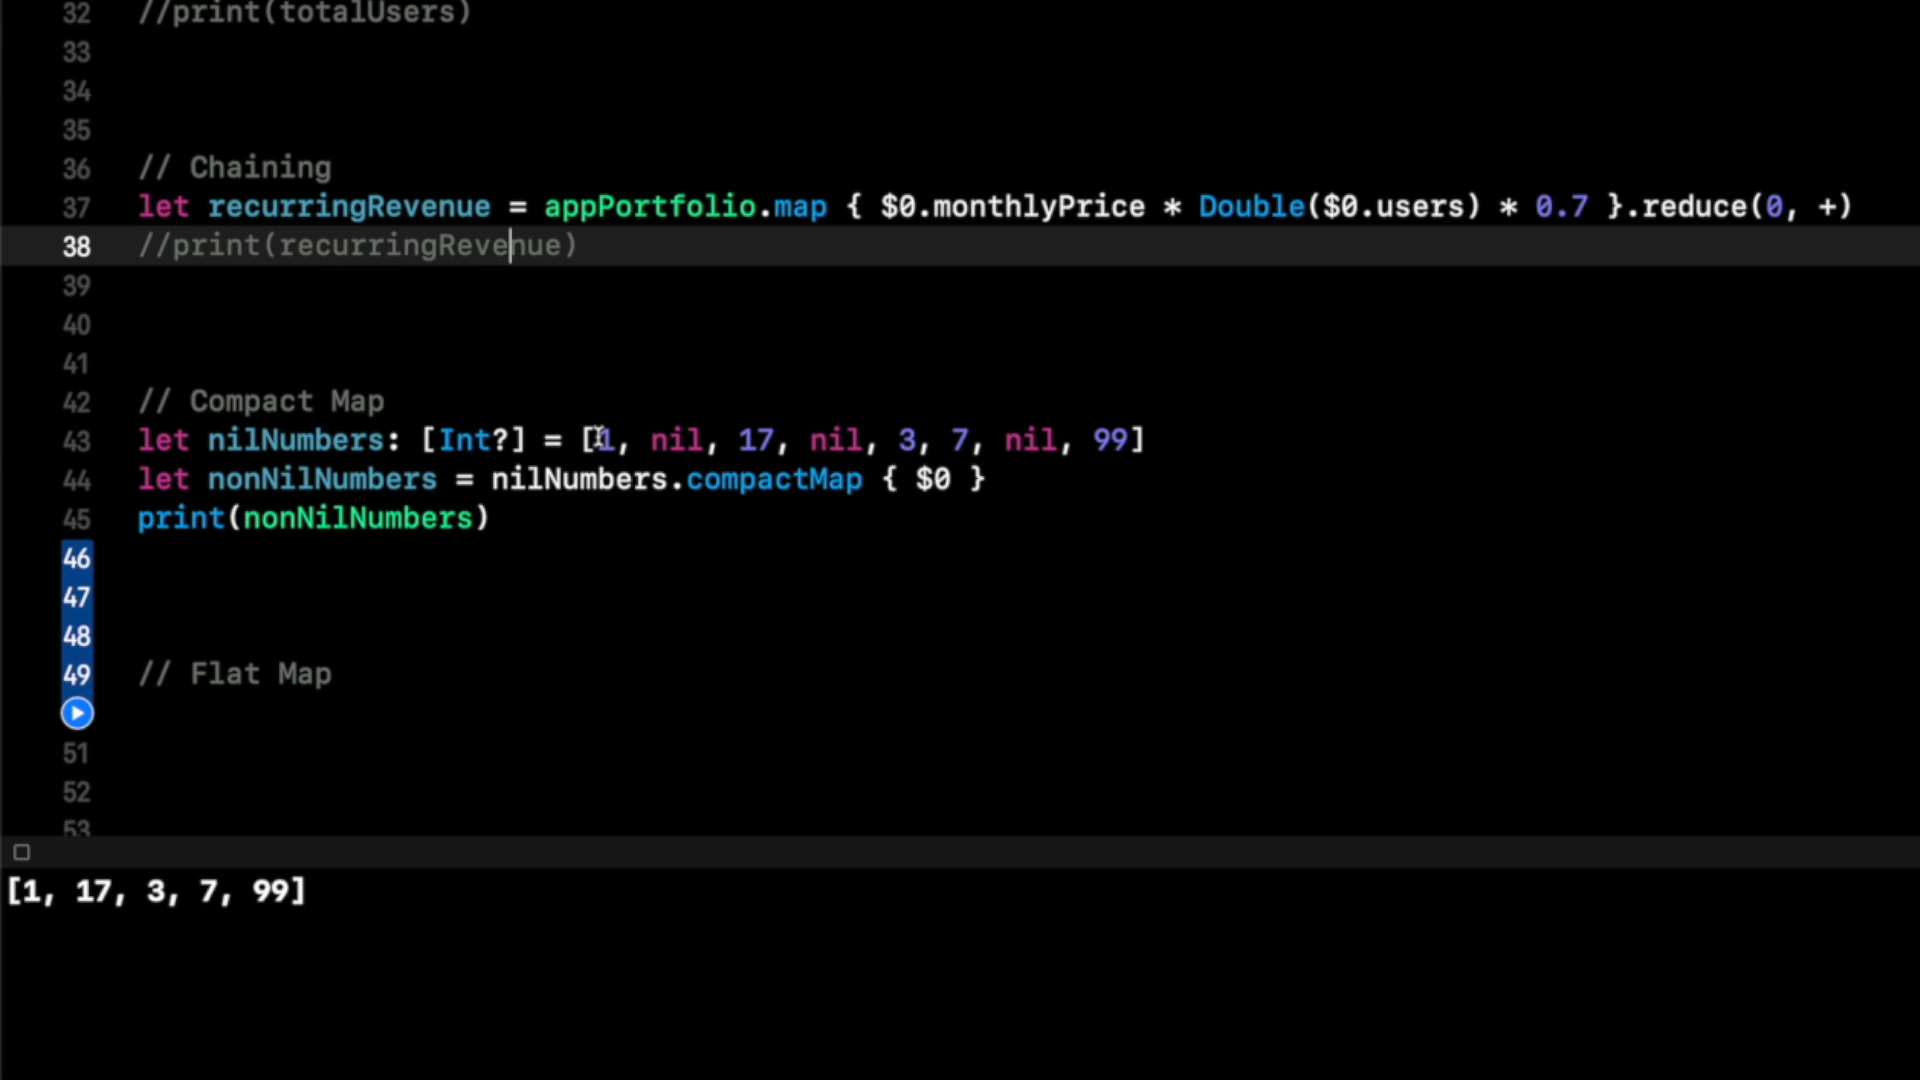 32 //print(totalUsers)
33
34
35
36 // Chaining
37 let recurringRevenue = appPortfolio.map { $0.monthlyPrice * Double($0.users) * 0.7 }.reduce(0, +)
38 //print(recurringRevenue)
39
40
41
42 // Compact Map
43 let nilNumbers: [Int?] = [1, nil, 17, nil, 3, 7, nil, 99]
44 let nonNilNumbers = nilNumbers.compactMap { $0 }
45 print(nonNilNumbers)
46
47
48
49 // Flat Map
51
52
53
[1, 17, 3, 7, 99]